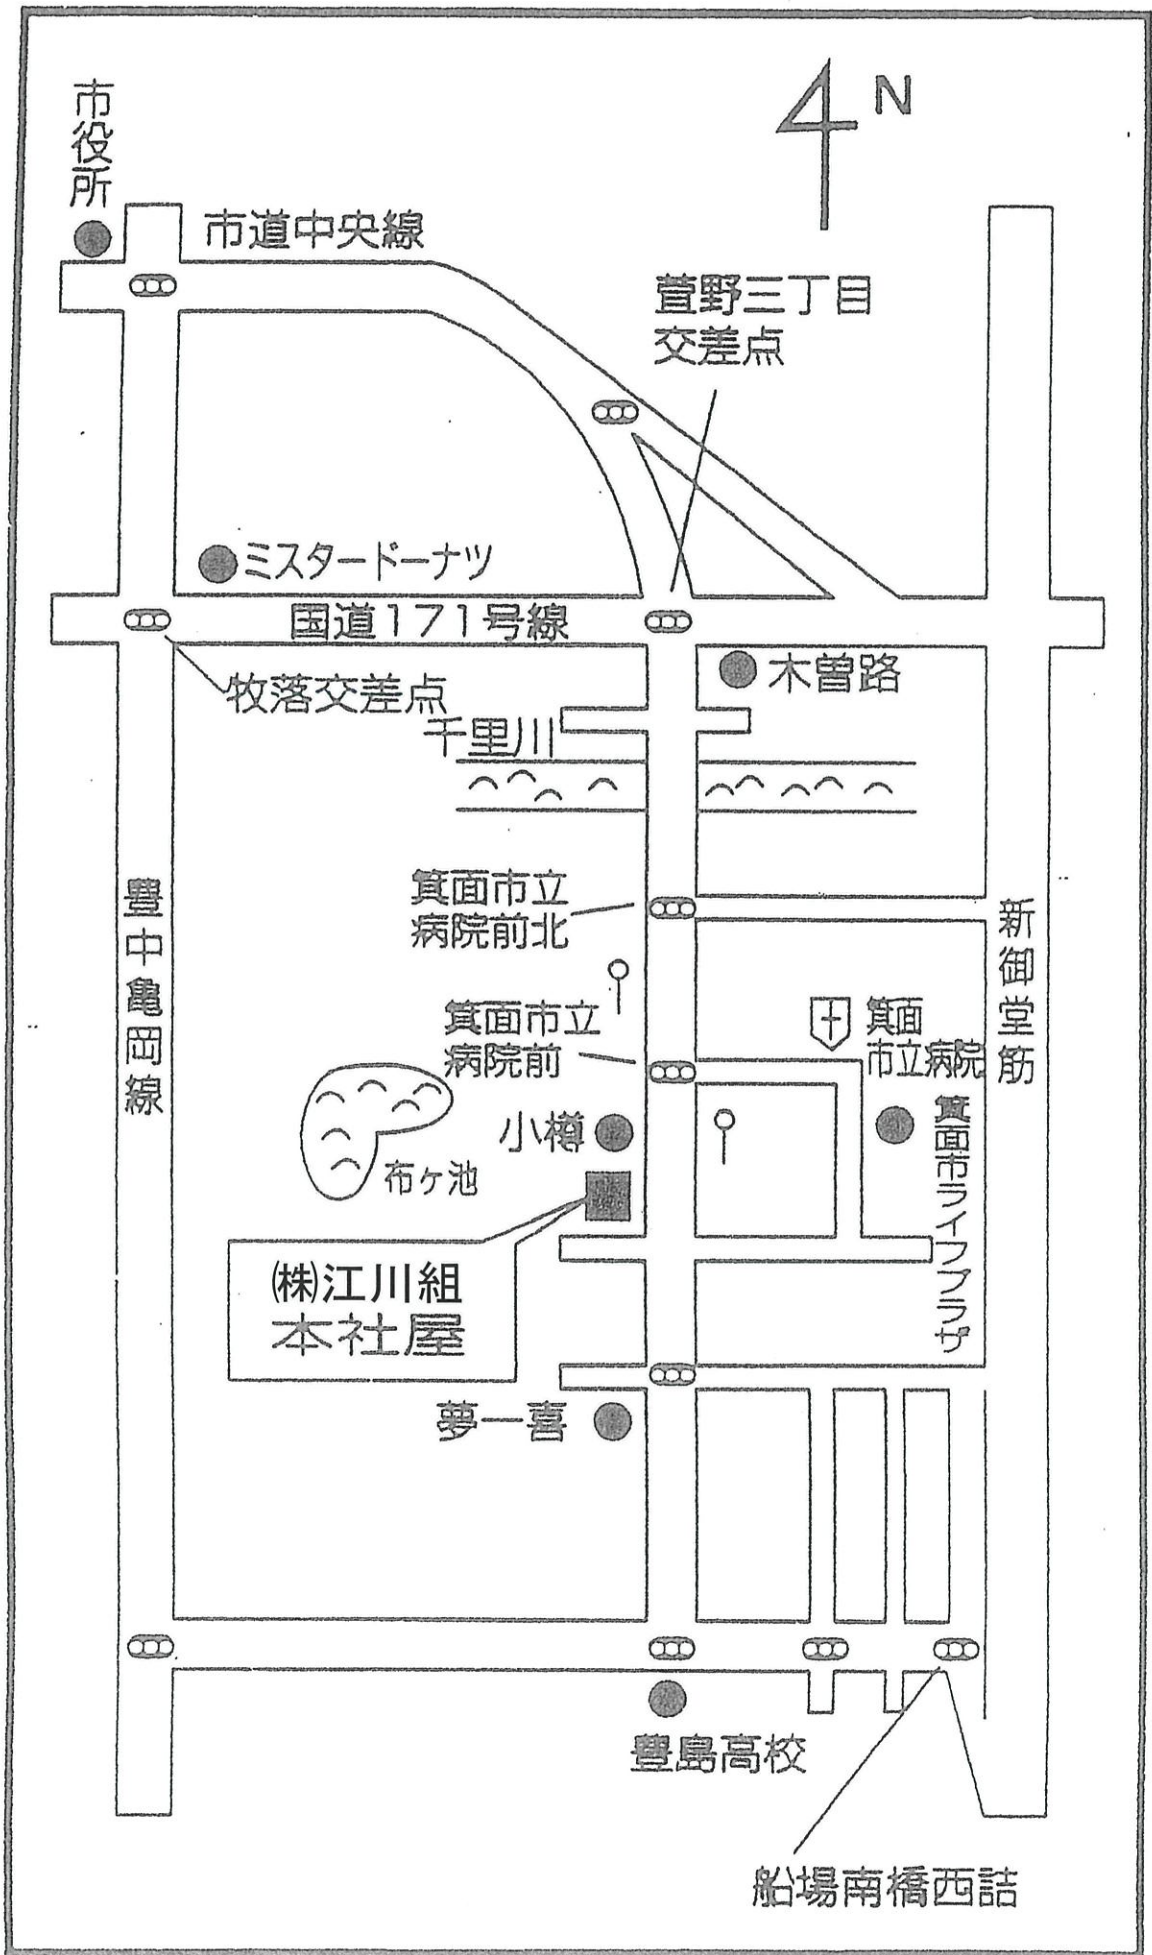 N
市役所
市道中央線
萱野三丁目
交差点
ミスタードーナツ
国道171号線
木曽路
牧落交差点
千里川
箕面市立
病院前北
豊中亀岡線
新御堂筋
箕面市立
病院前
箕面
市立病院
小樽
箕面市ライフプラザ
布ヶ池
㈱江川組
本社屋
夢一喜
豊島高校
船場南橋西詰